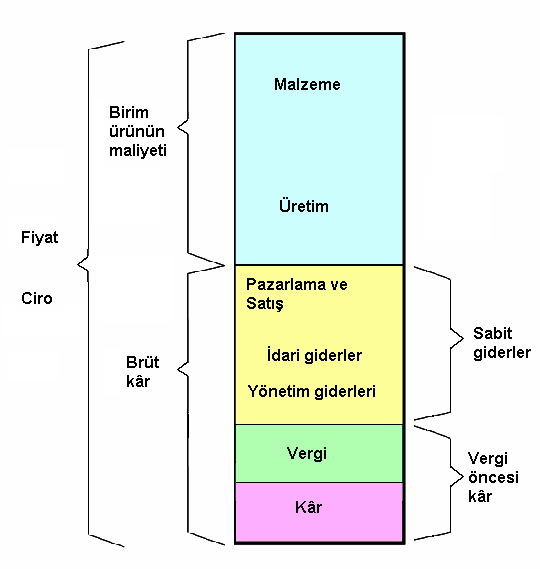 Fiyat
Ciro
Birim
ürünün
maliyeti
Brüt
kâr
Malzeme
Üretim
Pazarlama ve
Satış
İdari giderler
Yönetim giderleri
Vergi
Kâr
Sabit
giderler
Vergi
öncesi
kâr